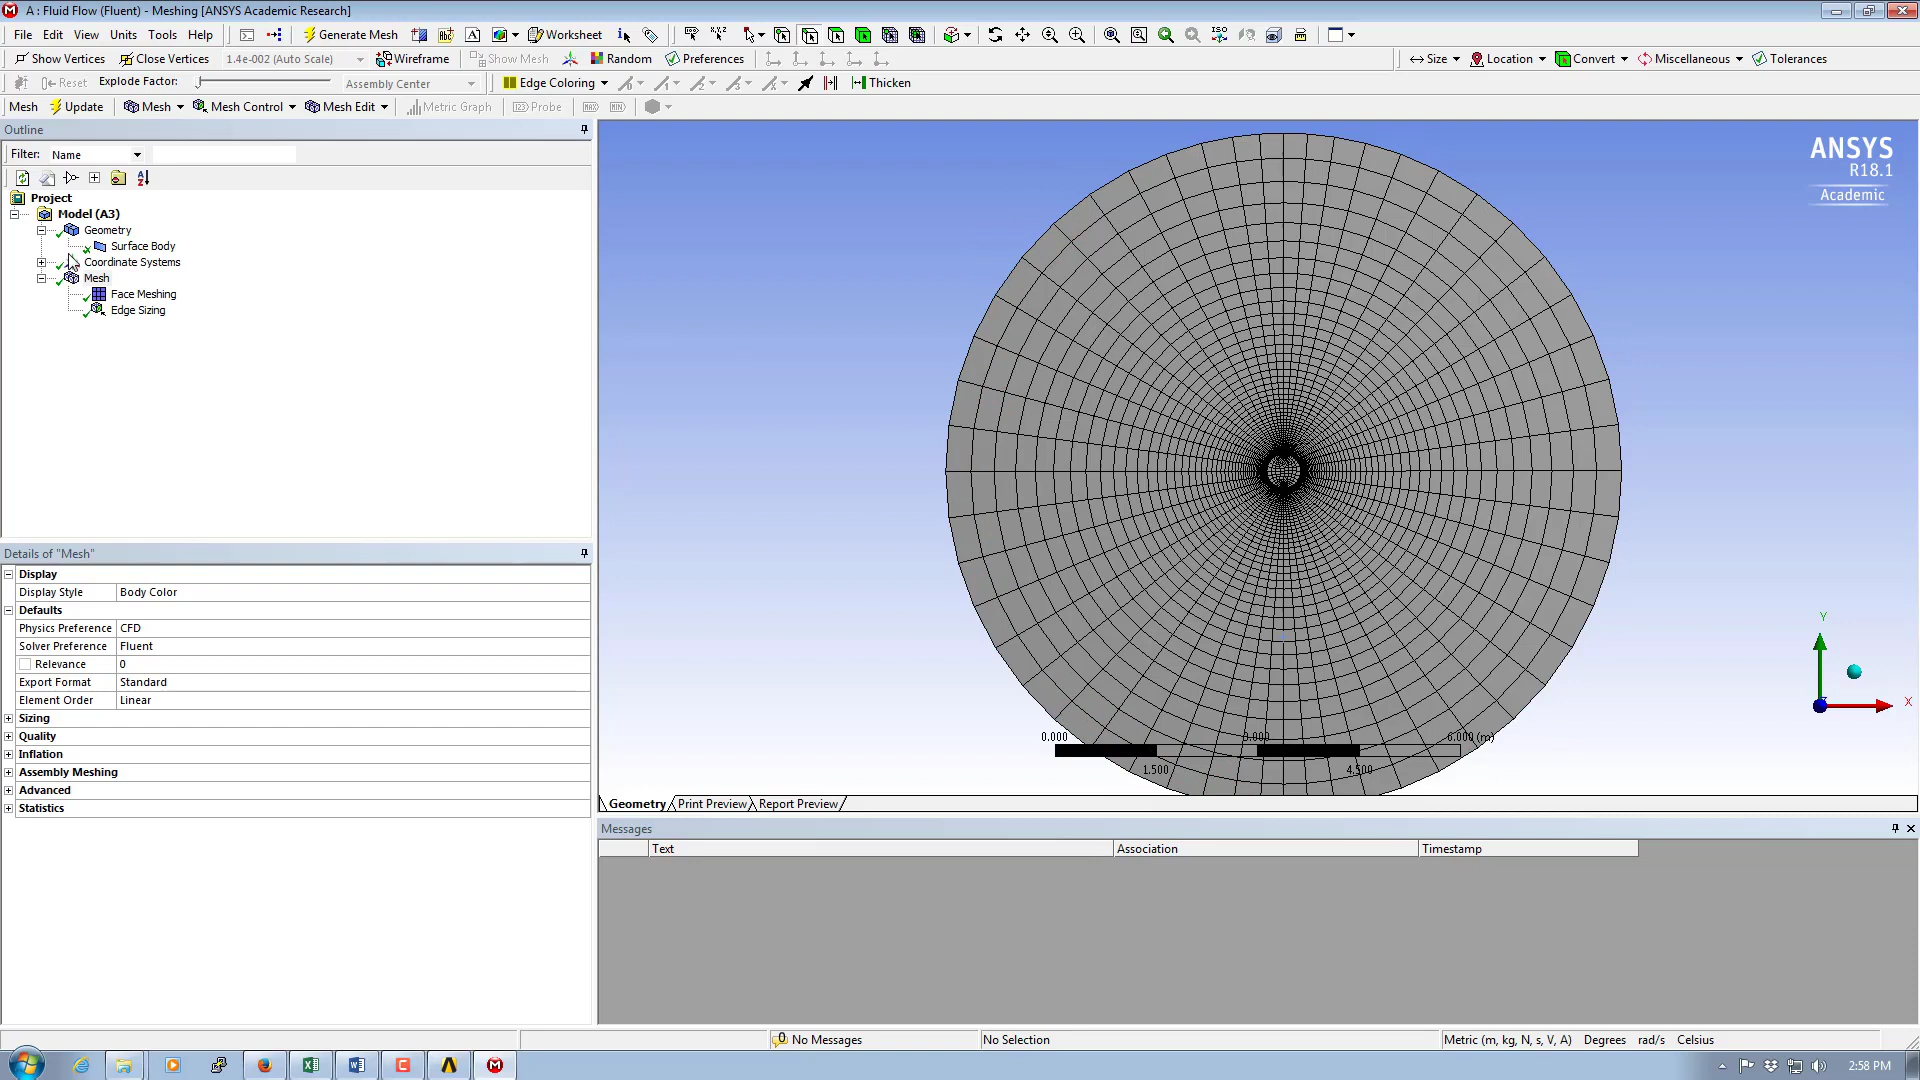 A : Fluid Flow (Fluent) - Meshing [ANSYS Academic Research]
File Edit View Units Tools Help Generate Mesh Worksheet
Show Vertices Close Vertices 1.4e-002 (Auto Scale) Wireframe Show Mesh Random Preferences Size Location Convert Miscellaneous Tolerances
Reset Explode Factor: Assembly Center Edge Coloring Thicken
Mesh Update Mesh Mesh Control Mesh Edit Metric Graph Probe
Outline
Filter: Name
Project
Model (A3)
Geometry
Surface Body
Coordinate Systems
Mesh
Face Meshing
Edge Sizing
Details of "Mesh"
Display
Display Style Body Color
Defaults
Physics Preference CFD
Solver Preference Fluent
Relevance 0
Export Format Standard
Element Order Linear
Sizing
Quality
Inflation
Assembly Meshing
Advanced
Statistics
ANSYS
R18.1
Academic
Y
X
0.000 3.000 6.000 (m)
1.500 4.500
Geometry Print Preview Report Preview
Messages
Text Association Timestamp
No Messages No Selection Metric (m, kg, N, s, V, A) Degrees rad/s Celsius
2:58 PM